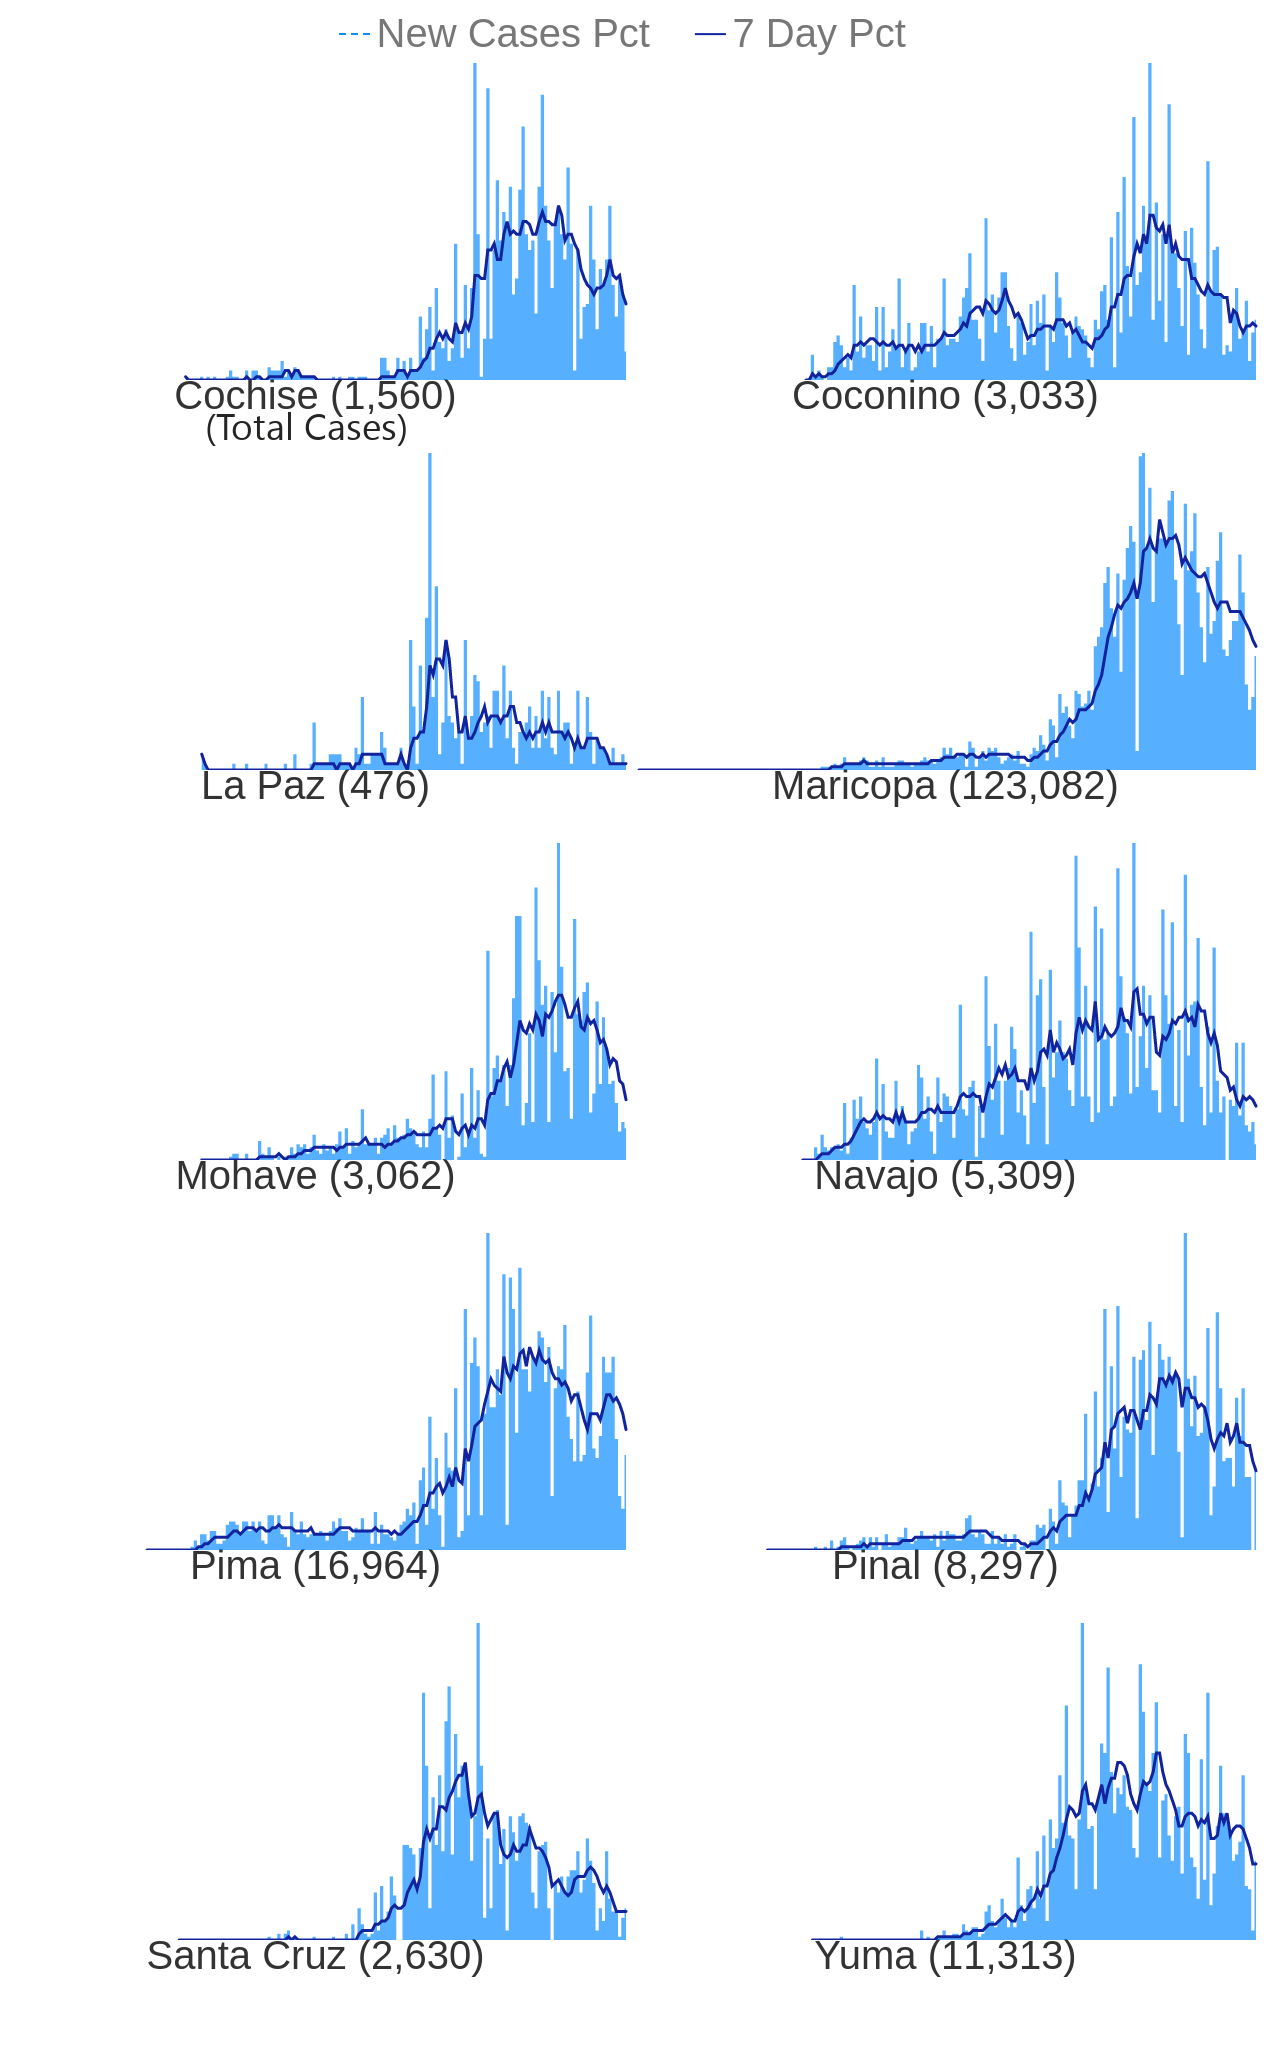 New Cases Pct 7 Day Pct
Cochise (1,560) Coconino (3,033)
(Total Cases)
La Paz (476) Maricopa (123,082)
Mohave (3,062) Navajo (5,309)
Pima (16,964) Pinal (8,297)
Santa Cruz (2,630) Yuma (11,313)